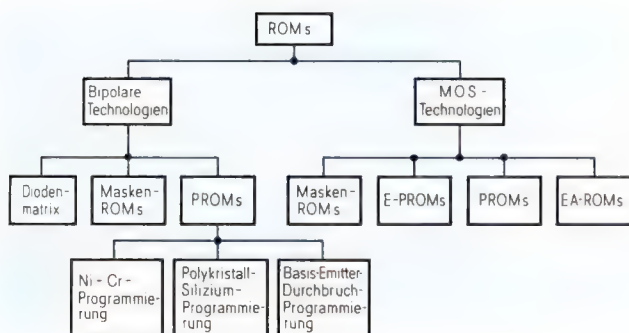 ROMs
Bipolare
Technologien
MOS-
Technologien
Dioden-
matrix
Masken-
ROMs
PROMs
Masken-
ROMs
E-PROMs
PROMs
EA-ROMs
Ni-Cr-
Programmie-
rung
Polykristall-
Silizium-
Programmie-
rung
Basis-Emitter-
Durchbruch-
Programmie-
rung